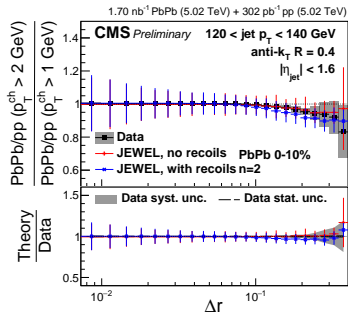 1.70 nb⁻¹ PbPb (5.02 TeV) + 302 pb⁻¹ pp (5.02 TeV)
CMS Preliminary
120 < jet p_T < 140 GeV
anti-k_T R = 0.4
|η_jet| < 1.6
PbPb/pp (p_T^ch > 2 GeV)
PbPb/pp (p_T^ch > 1 GeV)
1.4
1.2
1
0.8
Data
JEWEL, no recoils PbPb 0-10%
JEWEL, with recoils n=2
Theory
Data
1.5
1
0.5
Data syst. unc.
Data stat. unc.
10⁻²
10⁻¹
Δr